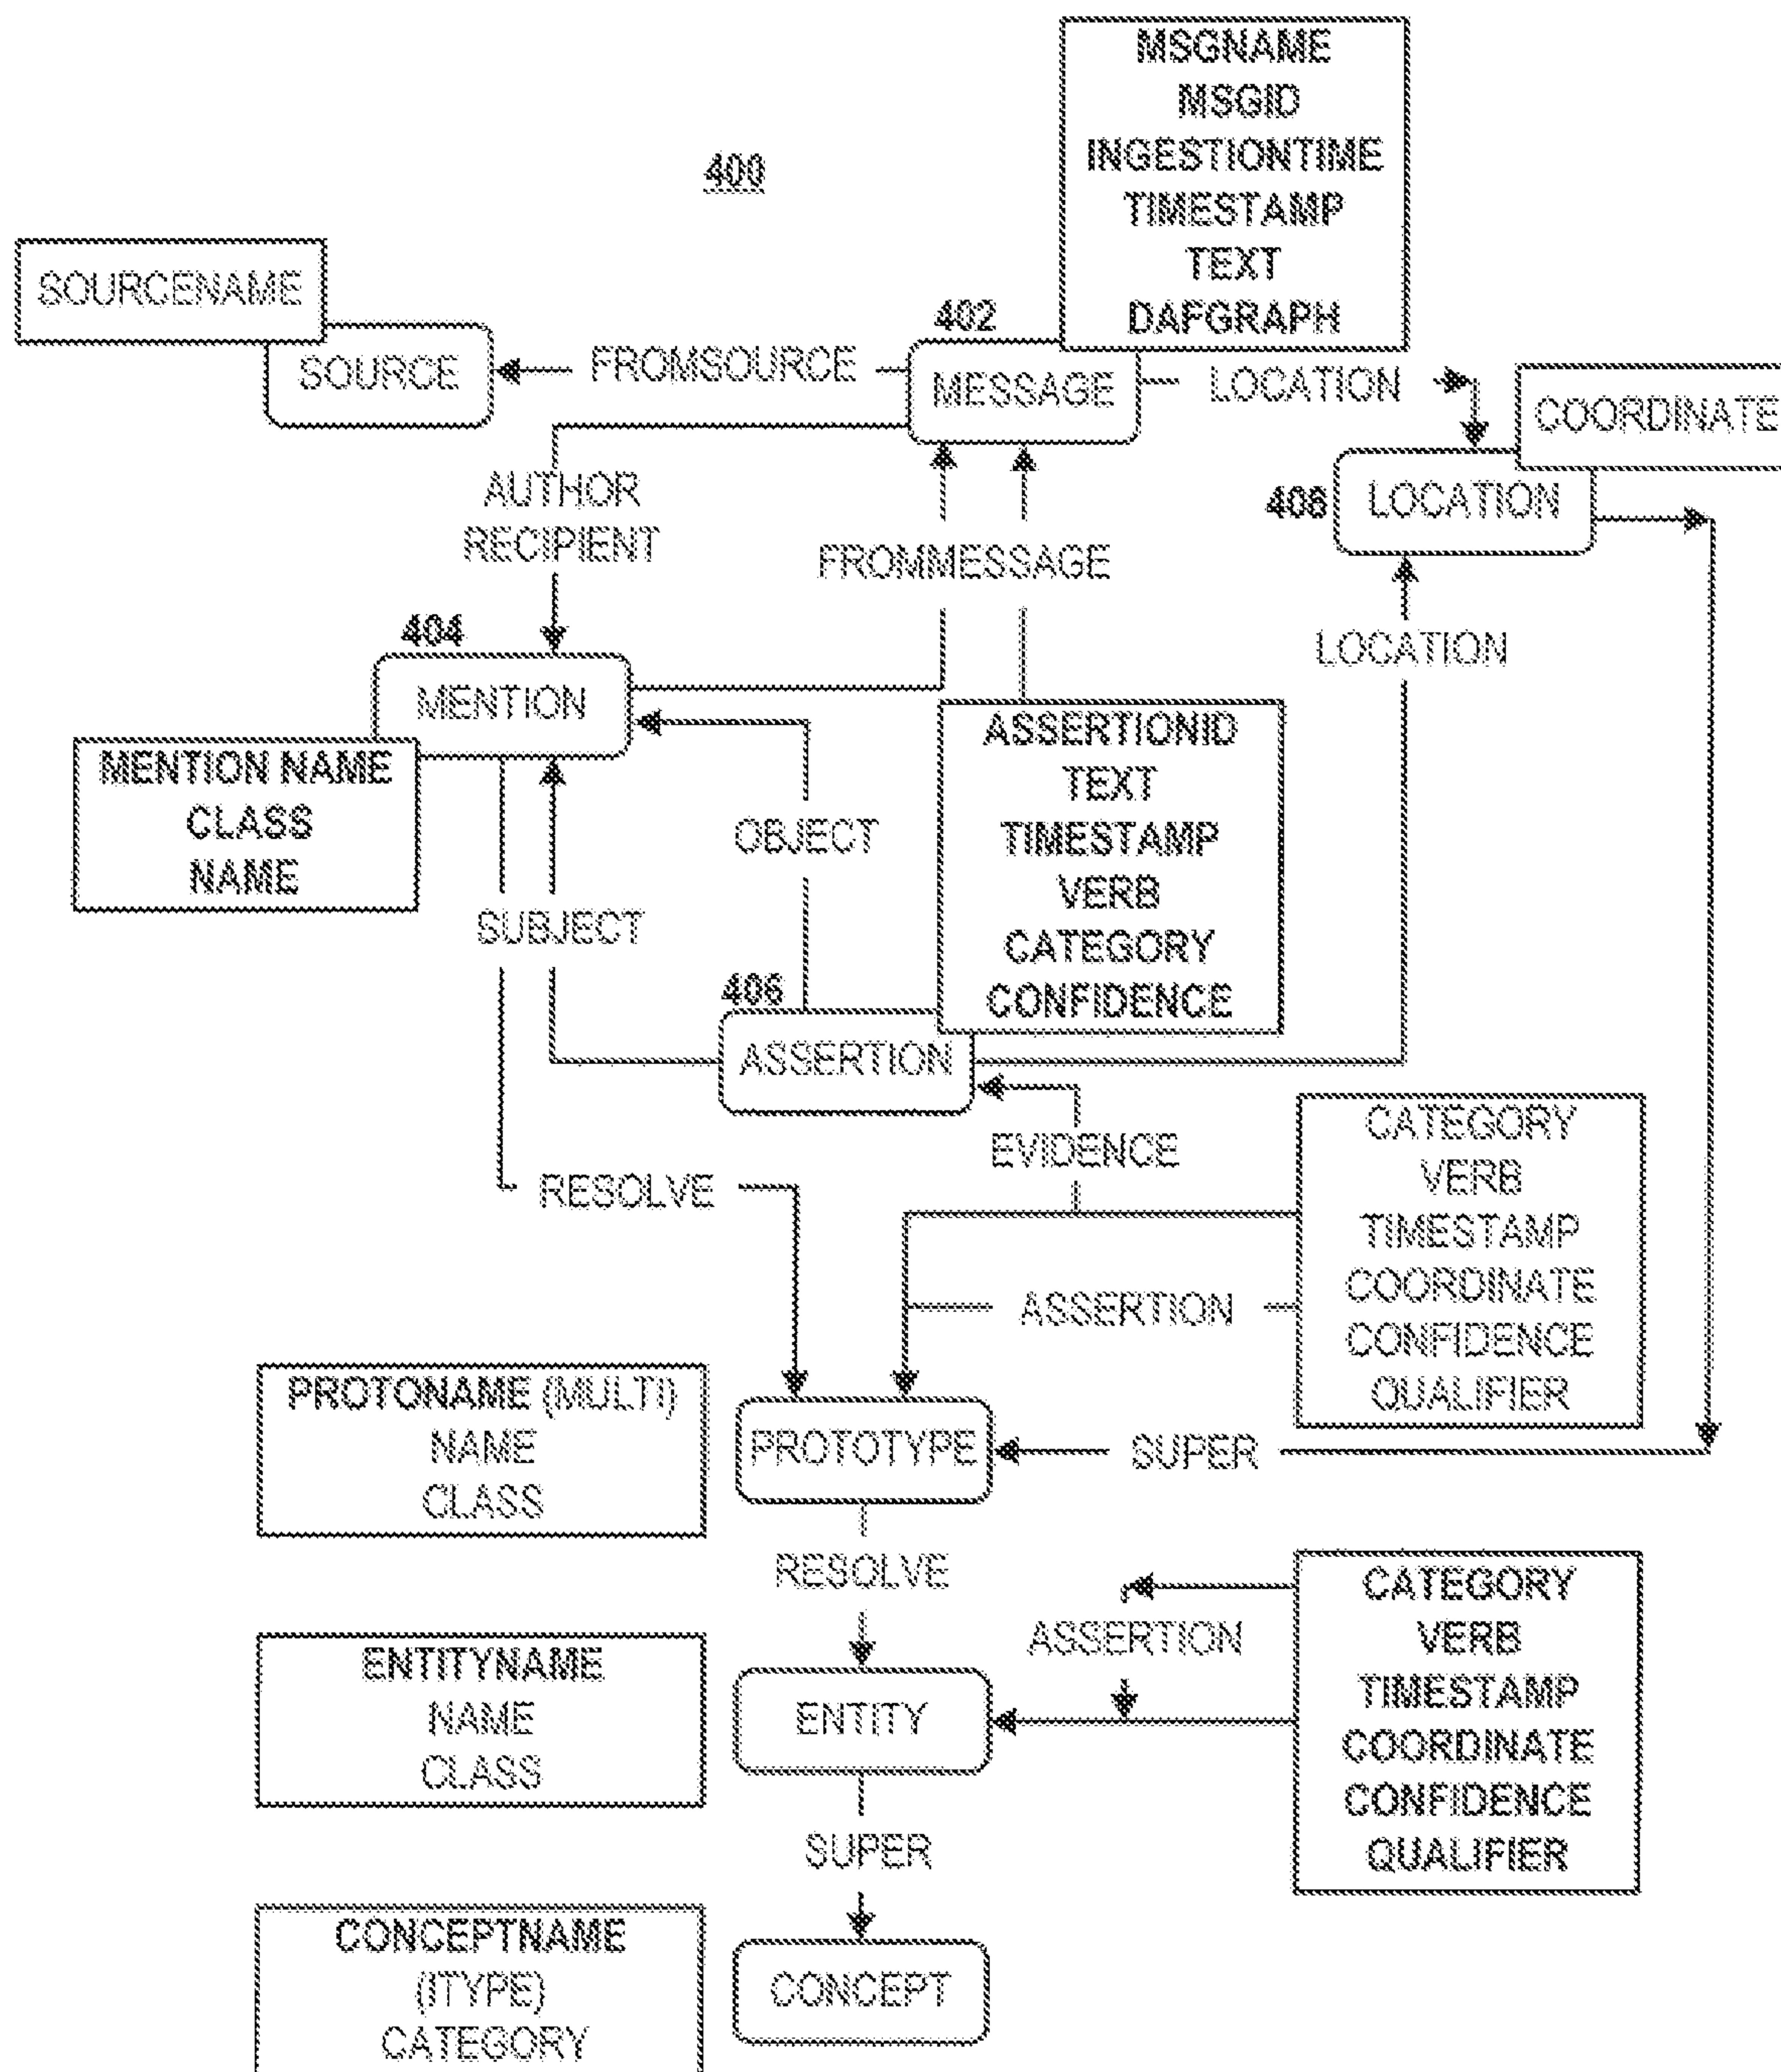 MSGNAME
MSGID
INGESTIONTIME
TIMESTAMP
TEXT
DAFGRAPH
400
SOURCENAME
SOURCE
FROMSOURCE
402
MESSAGE
LOCATION
COORDINATE
408
LOCATION
AUTHOR
RECIPIENT
FROMMESSAGE
LOCATION
404
MENTION
MENTION NAME
CLASS
NAME
OBJECT
SUBJECT
ASSERTIONID
TEXT
TIMESTAMP
VERB
CATEGORY
CONFIDENCE
406
ASSERTION
EVIDENCE
RESOLVE
CATEGORY
VERB
TIMESTAMP
COORDINATE
CONFIDENCE
QUALIFIER
ASSERTION
PROTONAME (MULTI)
NAME
CLASS
PROTOTYPE
SUPER
RESOLVE
ENTITYNAME
NAME
CLASS
ENTITY
ASSERTION
CATEGORY
VERB
TIMESTAMP
COORDINATE
CONFIDENCE
QUALIFIER
SUPER
CONCEPTNAME
(ITYPE)
CATEGORY
CONCEPT